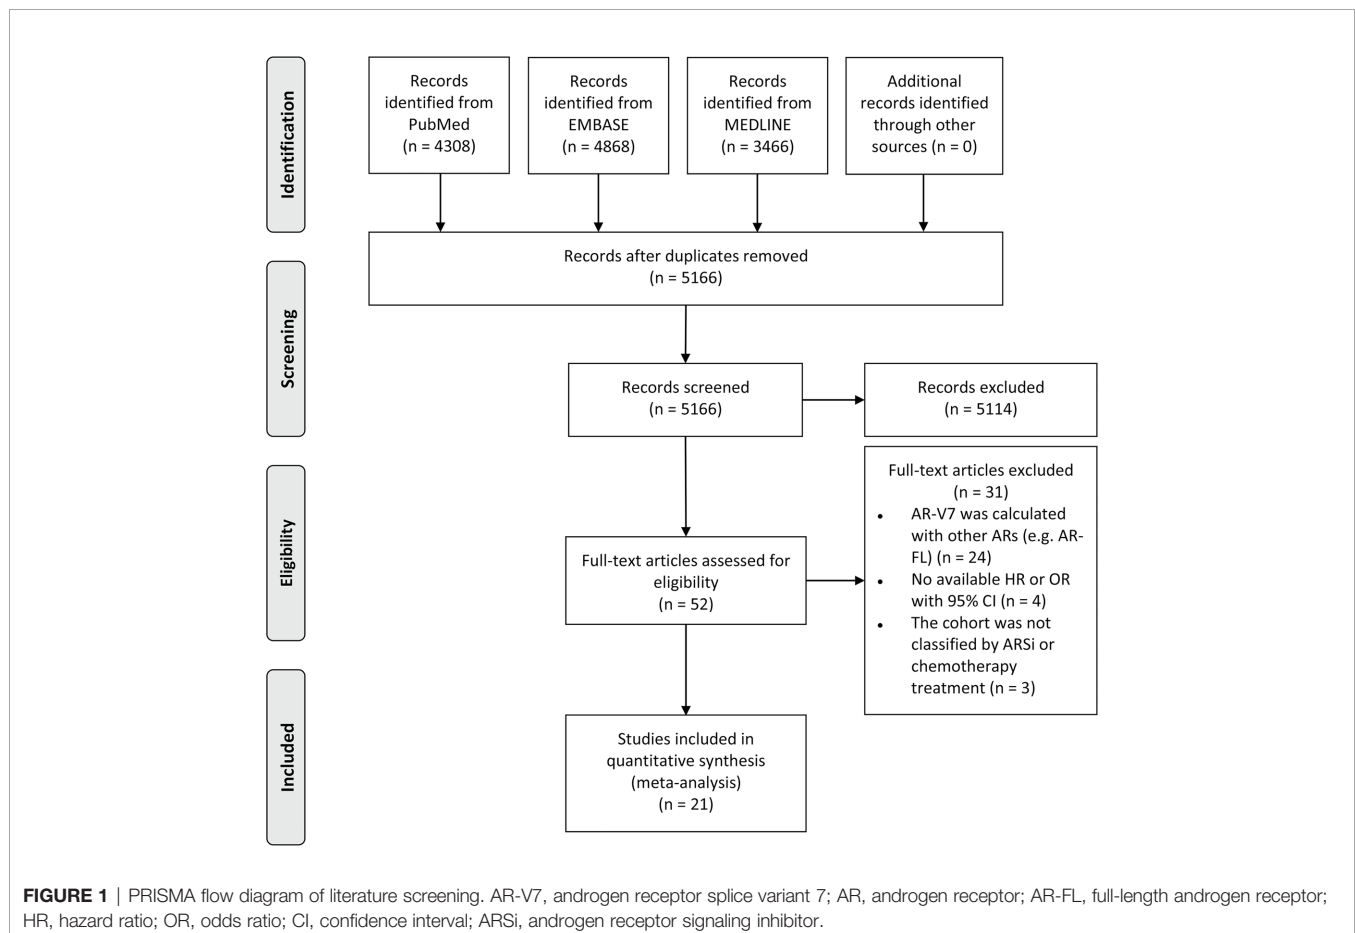 Identification
Records
identified from
PubMed
(n = 4308)
Records
identified from
EMBASE
(n = 4868)
Records
identified from
MEDLINE
(n = 3466)
Additional
records identified
through other
sources (n = 0)
Records after duplicates removed
(n = 5166)
Screening
Records screened
(n = 5166)
Records excluded
(n = 5114)
Eligibility
Full-text articles assessed for
eligibility
(n = 52)
Full-text articles excluded
(n = 31)
• AR-V7 was calculated
with other ARs (e.g. AR-
FL) (n = 24)
• No available HR or OR
with 95% CI (n = 4)
• The cohort was not
classified by ARSi or
chemotherapy
treatment (n = 3)
Included
Studies included in
quantitative synthesis
(meta-analysis)
(n = 21)
FIGURE 1 | PRISMA flow diagram of literature screening. AR-V7, androgen receptor splice variant 7; AR, androgen receptor; AR-FL, full-length androgen receptor;
HR, hazard ratio; OR, odds ratio; CI, confidence interval; ARSi, androgen receptor signaling inhibitor.